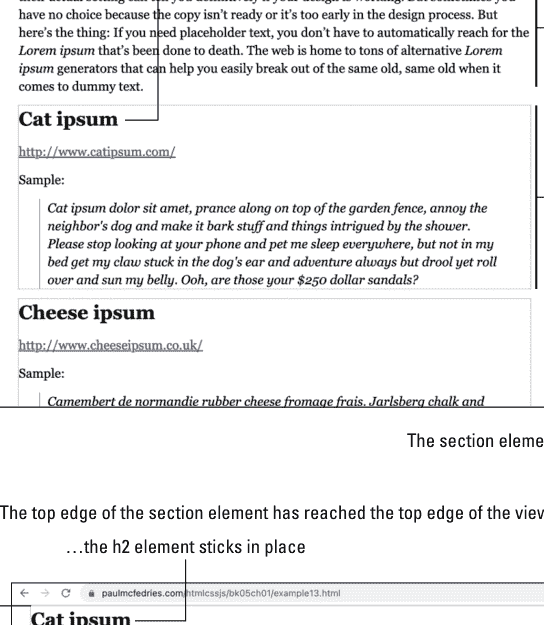 have no choice because the copy isn't ready or it's too early in the design process. But
here's the thing: If you need placeholder text, you don't have to automatically reach for the
Lorem ipsum that's been done to death. The web is home to tons of alternative Lorem
ipsum generators that can help you easily break out of the same old, same old when it
comes to dummy text.
Cat ipsum
http://www.catipsum.com/
Sample:
Cat ipsum dolor sit amet, prance along on top of the garden fence, annoy the
neighbor's dog and make it bark stuff and things intrigued by the shower.
Please stop looking at your phone and pet me sleep everywhere, but not in my
bed get my claw stuck in the dog's ear and adventure always but drool yet roll
over and sun my belly. Ooh, are those your $250 dollar sandals?
Cheese ipsum
http://www.cheeseipsum.co.uk/
Sample:
Camembert de normandie rubber cheese fromage frais. Jarlsberg chalk and
The section eleme
The top edge of the section element has reached the top edge of the view
…the h2 element sticks in place
paulmcfedries.com/htmlcssjs/bk05ch01/example13.html
Cat ipsum